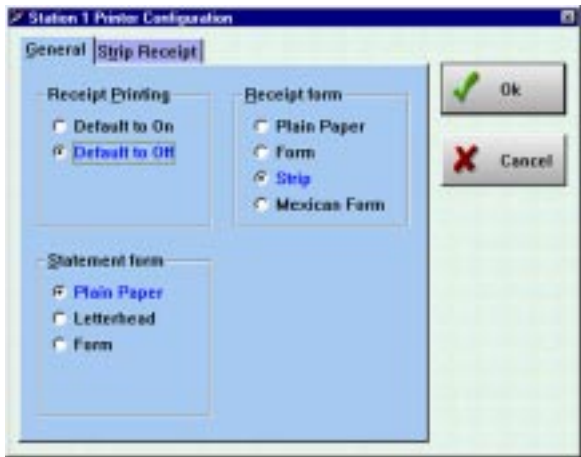 Station 1 Printer Configuration
General
Strip Receipt
Receipt Printing
Default to On
Default to Off
Receipt form
Plain Paper
Form
Strip
Mexican Form
Statement form
Plain Paper
Letterhead
Form
Ok
Cancel